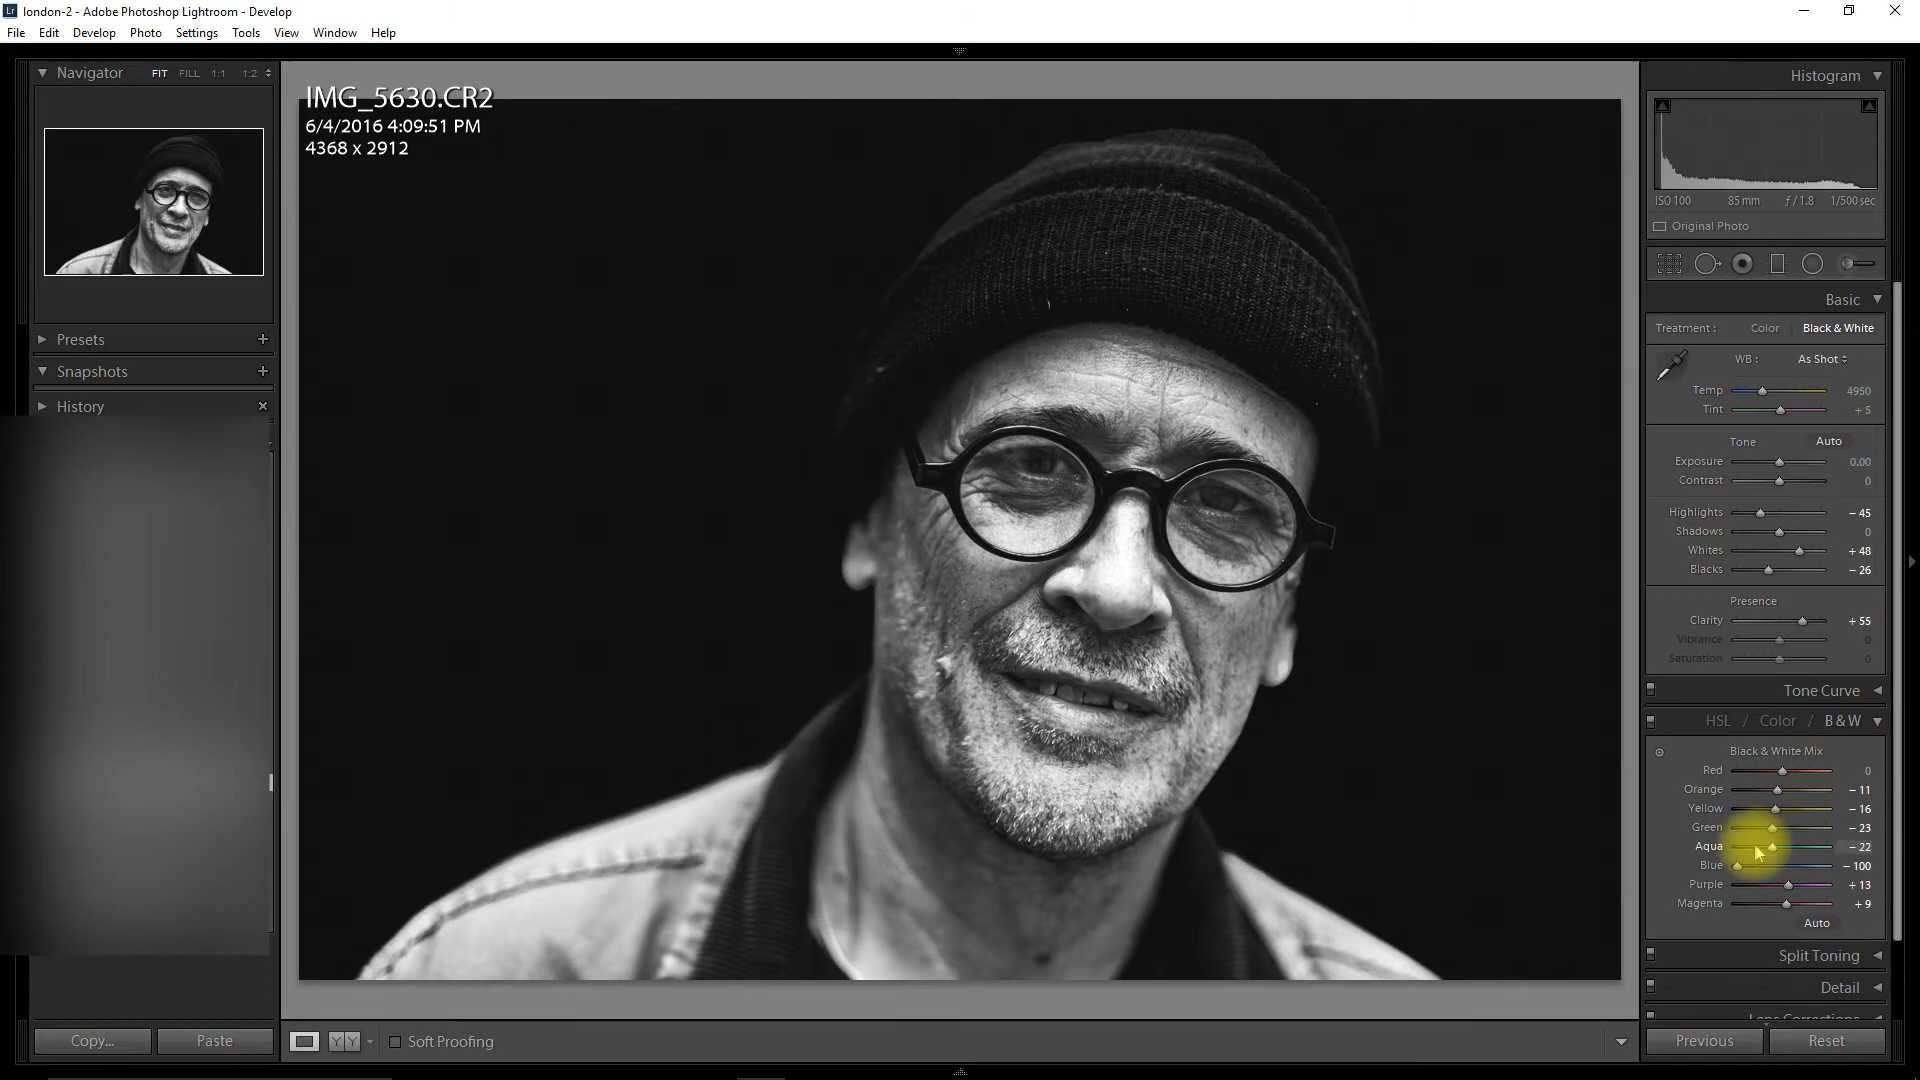 london-2 - Adobe Photoshop Lightroom - Develop
File Edit Develop Photo Settings Tools View Window Help
Navigator FIT FILL 1:1 1:2
Presets
Snapshots
History
Copy... Paste
IMG_5630.CR2
6/4/2016 4:09:51 PM
4368 x 2912
Soft Proofing
Histogram
ISO 100 85 mm ƒ / 1.8 1/500 sec
Original Photo
Basic
Treatment : Color Black & White
WB : As Shot
Temp 4950
Tint + 5
Tone Auto
Exposure 0.00
Contrast 0
Highlights – 45
Shadows 0
Whites + 48
Blacks – 26
Presence
Clarity + 55
Vibrance 0
Saturation 0
Tone Curve
HSL / Color / B & W
Black & White Mix
Red 0
Orange – 11
Yellow – 16
Green – 23
Aqua – 22
Blue – 100
Purple + 13
Magenta + 9
Auto
Split Toning
Detail
Lens Corrections
Previous Reset